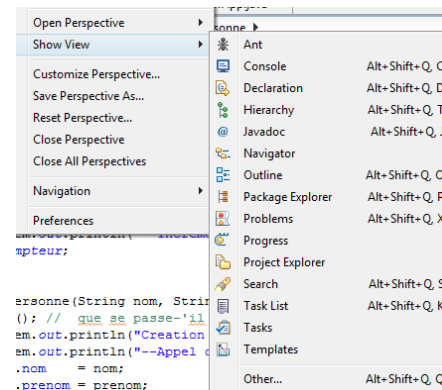 sonne
Open Perspective
Show View
Customize Perspective...
Save Perspective As...
Reset Perspective...
Close Perspective
Close All Perspectives
Navigation
Preferences
Ant
Console Alt+Shift+Q, C
Declaration Alt+Shift+Q, D
Hierarchy Alt+Shift+Q, T
Javadoc Alt+Shift+Q, J
Navigator
Outline Alt+Shift+Q, O
Package Explorer Alt+Shift+Q, P
Problems Alt+Shift+Q, X
Progress
Project Explorer
Search Alt+Shift+Q, S
Task List Alt+Shift+Q, K
Tasks
Templates
Other... Alt+Shift+Q, Q
mpteur;
ersonne(String nom, Strin
(); // que se passe-'il
em.out.println("Creation
em.out.println("--Appel
.nom = nom;
.prenom = prenom;